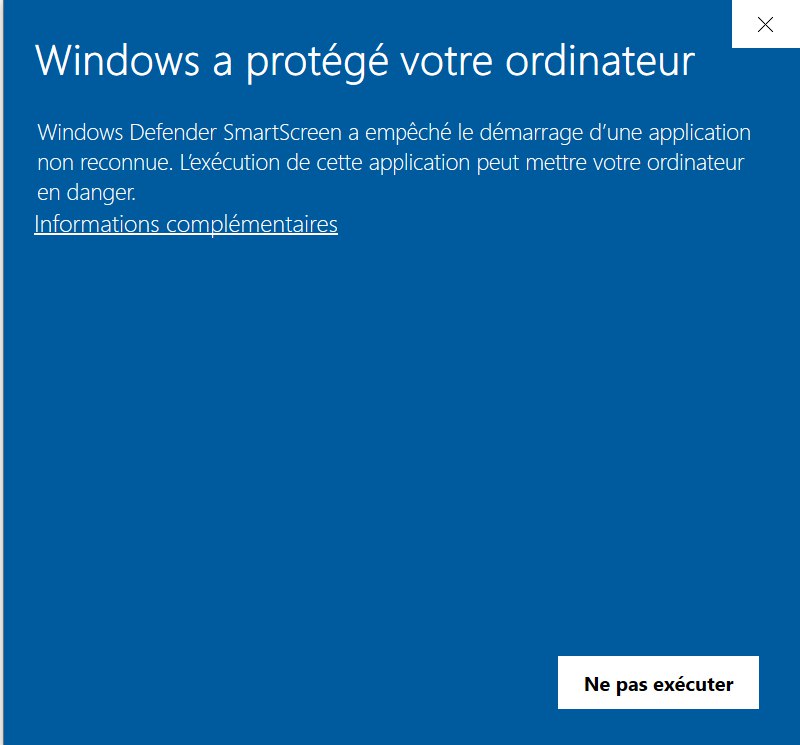 Windows a protégé votre ordinateur
Windows Defender SmartScreen a empêché le démarrage d’une application
non reconnue. L’exécution de cette application peut mettre votre ordinateur
en danger.
Informations complémentaires
Ne pas exécuter